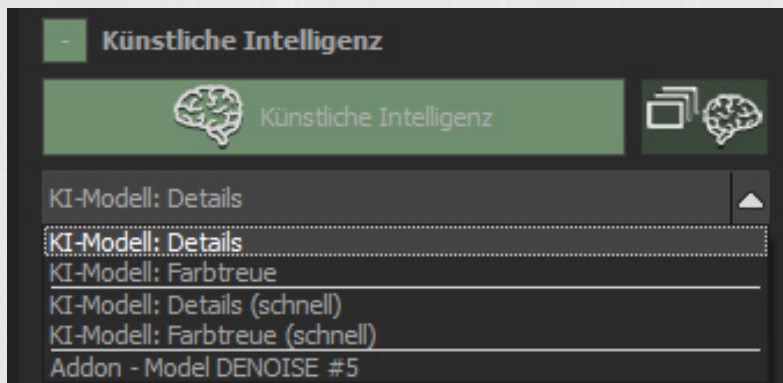 - Künstliche Intelligenz
Künstliche Intelligenz
KI-Modell: Details
KI-Modell: Details
KI-Modell: Farbtreue
KI-Modell: Details (schnell)
KI-Modell: Farbtreue (schnell)
Addon - Model DENOISE #5